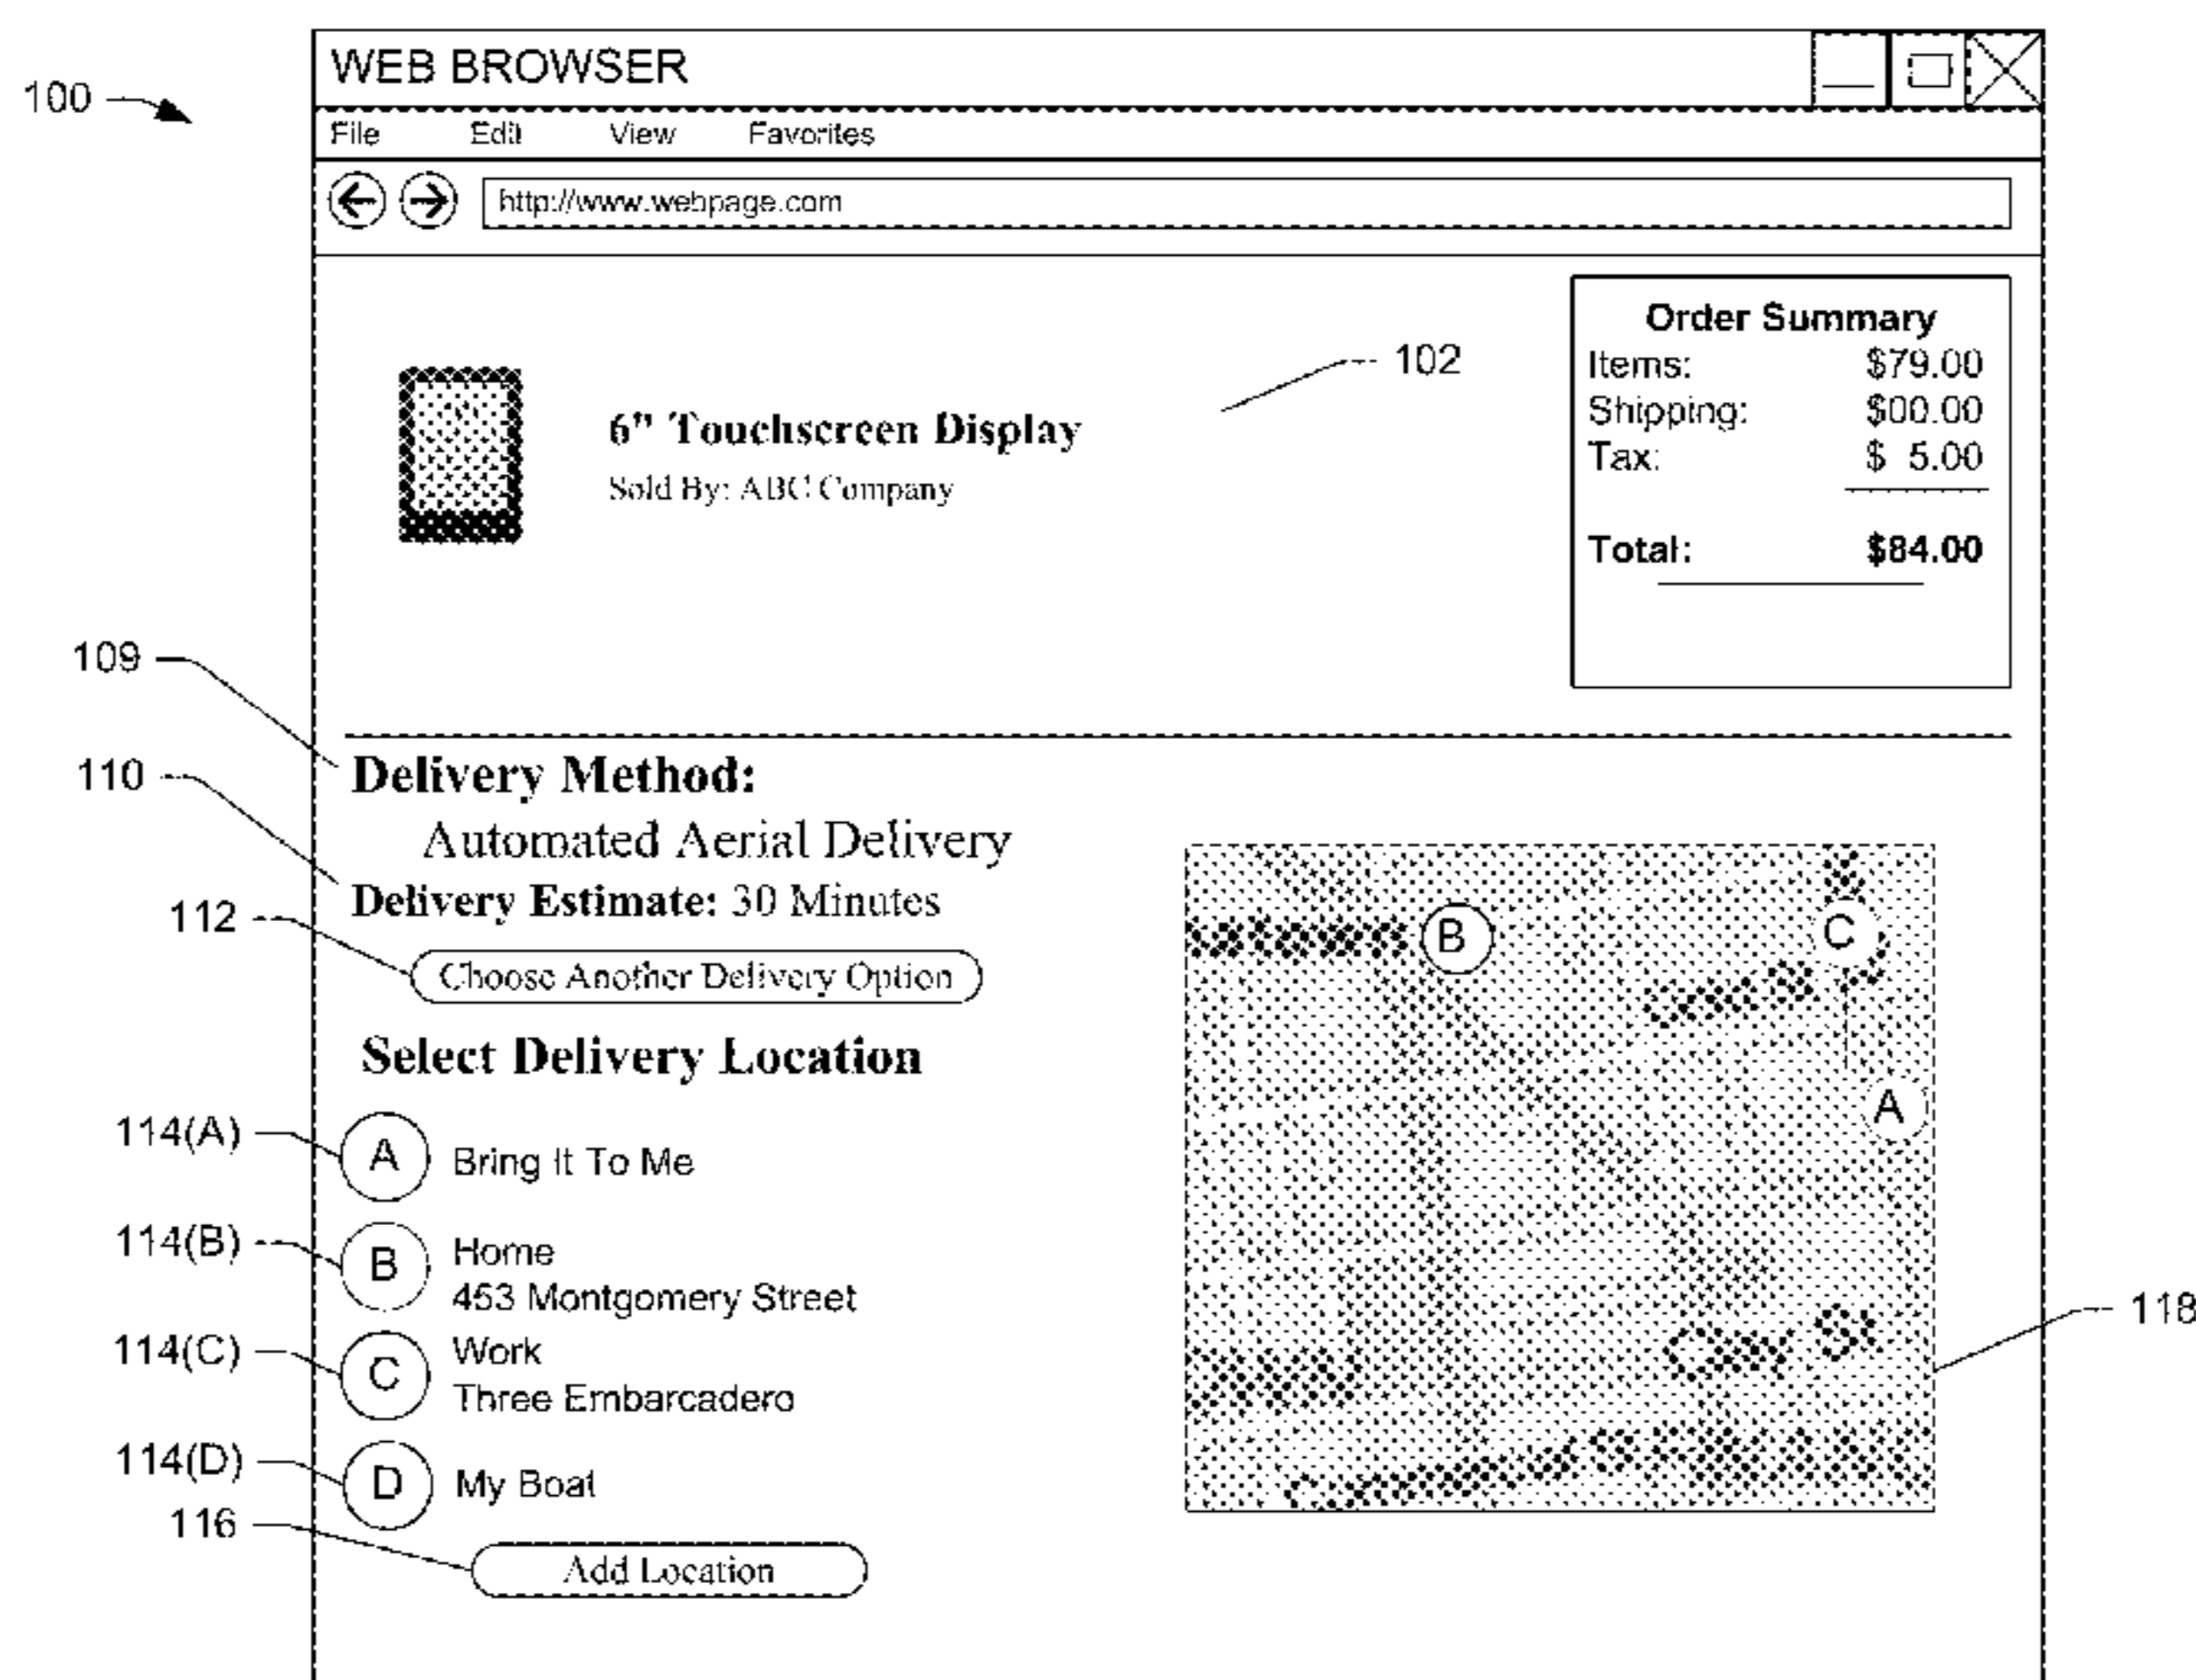 100
WEB BROWSER
File Edit View Favorites
http://www.webpage.com
Order Summary
Items: $79.00
Shipping: $00.00
Tax: $ 5.00
Total: $84.00
102
6" Touchscreen Display
Sold By: ABC Company
109
Delivery Method:
Automated Aerial Delivery
110
Delivery Estimate: 30 Minutes
112
Choose Another Delivery Option
Select Delivery Location
114(A)
A Bring It To Me
114(B)
B Home
453 Montgomery Street
114(C)
C Work
Three Embarcadero
114(D)
D My Boat
116
Add Location
B
C
A
118